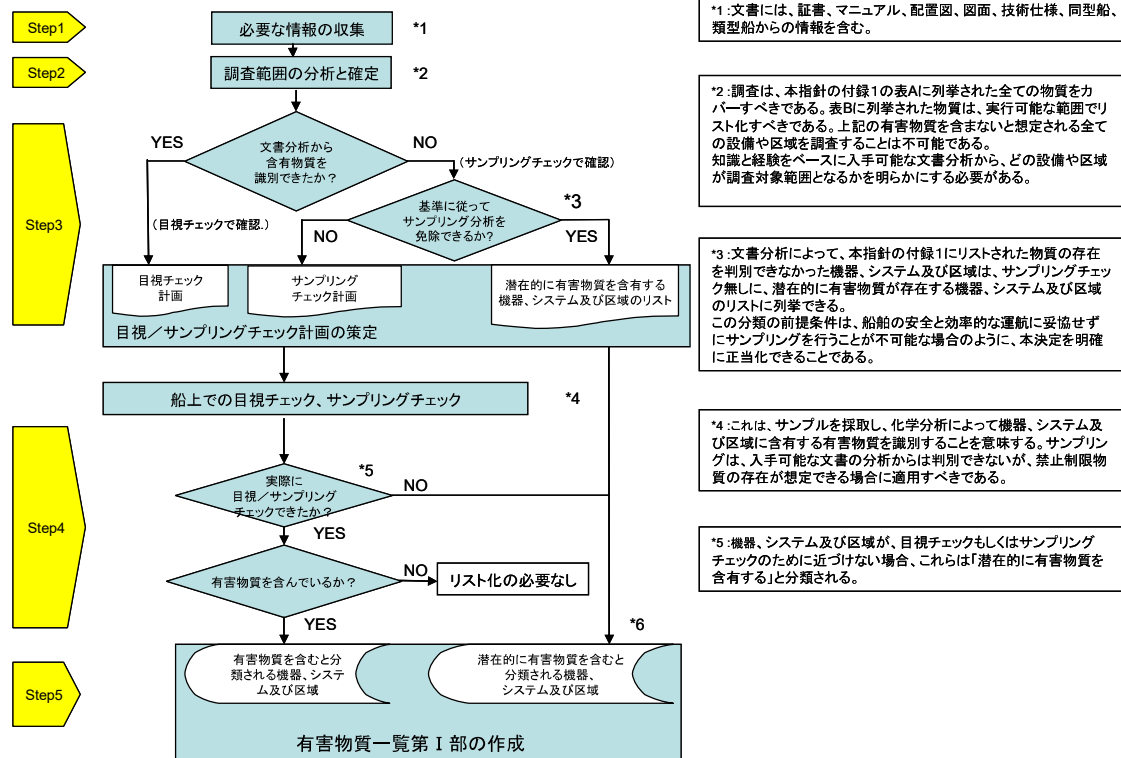 Step1
必要な情報の収集
*1
Step2
調査範囲の分析と確定
*2
Step3
YES
文書分析から
含有物質を
識別できたか？
NO
(サンプリングチェックで確認)
(目視チェックで確認.)
基準に従って
サンプリング分析を
免除できるか?
*3
NO
YES
目視チェック
計画
サンプリング
チェック計画
潜在的に有害物質を含有する
機器、システム及び区域のリスト
目視／サンプリングチェック計画の策定
船上での目視チェック、サンプリングチェック
*4
Step4
実際に
目視／サンプリング
チェックできたか？
*5
NO
YES
有害物質を含んでいるか？
NO
リスト化の必要なし
YES
*6
Step5
有害物質を含むと分
類される機器、システ
ム及び区域
潜在的に有害物質を含むと
分類される機器、
システム及び区域
有害物質一覧第Ⅰ部の作成
*1 :文書には、証書、マニュアル、配置図、図面、技術仕様、同型船、
類型船からの情報を含む。
*2 :調査は、本指針の付録1の表Aに列挙された全ての物質をカ
バーすべきである。表Bに列挙された物質は、実行可能な範囲でリ
スト化すべきである。上記の有害物質を含まないと想定される全て
の設備や区域を調査することは不可能である。
知識と経験をベースに入手可能な文書分析から、どの設備や区域
が調査対象範囲となるかを明らかにする必要がある。
*3 :文書分析によって、本指針の付録1にリストされた物質の存在
を判別できなかった機器、システム及び区域は、サンプリングチェッ
ク無しに、潜在的に有害物質が存在する機器、システム及び区域
のリストに列挙できる。
この分類の前提条件は、船舶の安全と効率的な運航に妥協せず
にサンプリングを行うことが不可能な場合のように、本決定を明確
に正当化できることである。
*4 :これは、サンプルを採取し、化学分析によって機器、システム及
び区域に含有する有害物質を識別することを意味する。サンプリン
グは、入手可能な文書の分析からは判別できないが、禁止制限物
質の存在が想定できる場合に適用すべきである。
*5 :機器、システム及び区域が、目視チェックもしくはサンプリング
チェックのために近づけない場合、これらは「潜在的に有害物質を
含有する」と分類される。